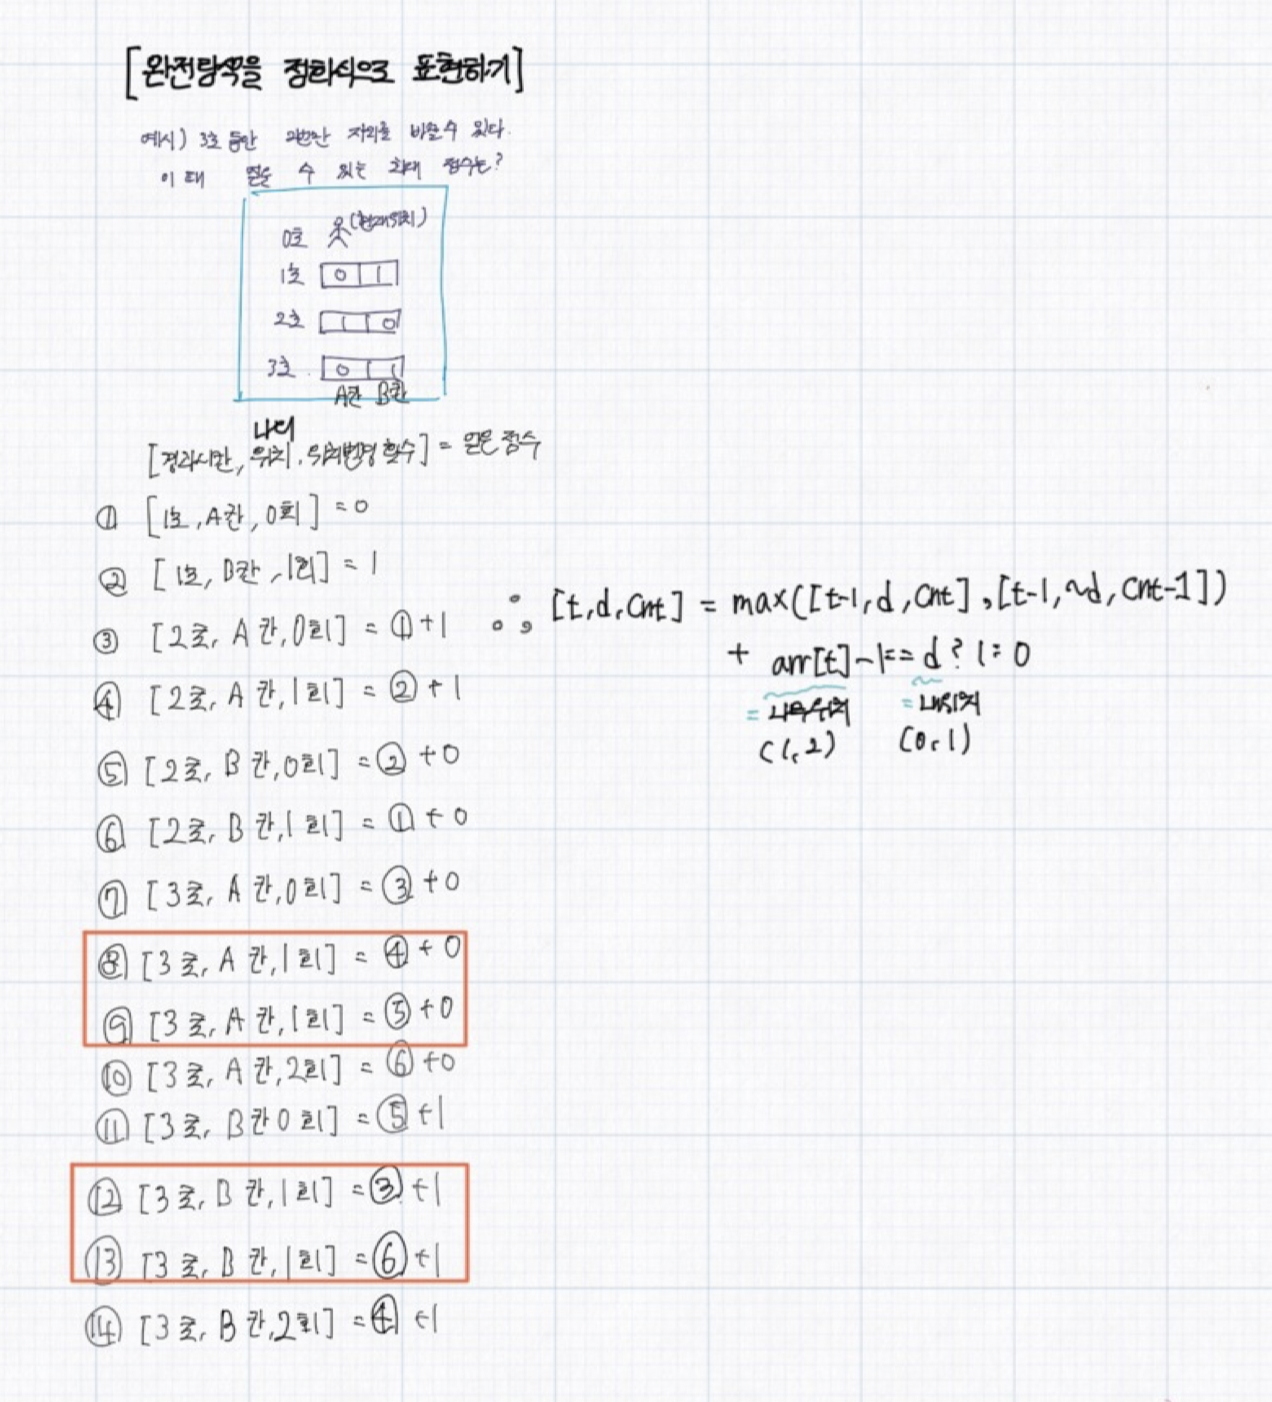 [완전탐색을 점화식으로 표현하기]
예시) 3초 동안 2번만 자리를 바꿀 수 있다.
이 때 얻을 수 있는 최대 점수는?
0초 (현재위치)
1초 0 1
2초 1 0
3초 0 1
A칸 B칸
나의
[경과시간, 위치, 위치변경 횟수] = 얻은 점수
① [1초, A칸, 0회] = 0
② [1초, B칸, 1회] = 1
③ [2초, A칸, 0회] = ①+1
④ [2초, A칸, 1회] = ②+1
⑤ [2초, B칸, 0회] = ②+0
⑥ [2초, B칸, 1회] = ①+0
⑦ [3초, A칸, 0회] = ③+0
⑧ [3초, A칸, 1회] = ④+0
⑨ [3초, A칸, 1회] = ⑤+0
⑩ [3초, A칸, 2회] = ⑥+0
⑪ [3초, B칸 0회] = ⑤+1
⑫ [3초, B칸, 1회] = ③+1
⑬ [3초, B칸, 1회] = ⑥+1
⑭ [3초, B칸, 2회] = ④+1
∴ [t,d,cnt] = max([t-1,d,cnt],[t-1,~d,cnt-1])
+ arr[t]-1==d?1:0
= 나무위치 = 내위치
(1,2) (0,1)